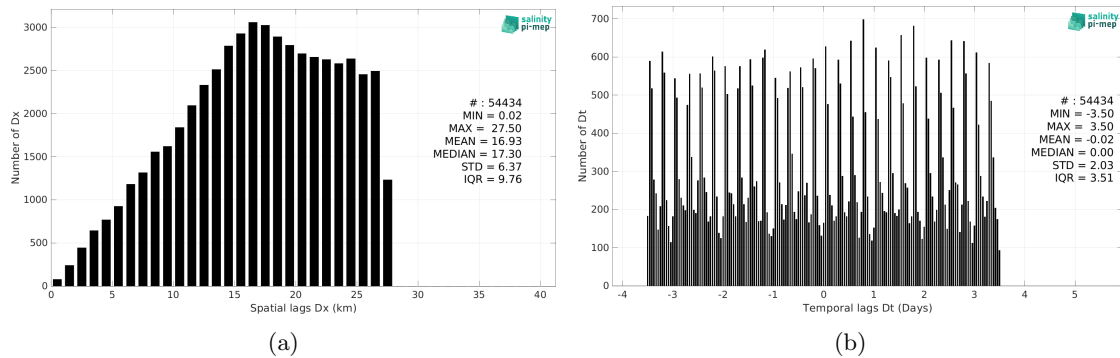 3000
2500
2000
1500
1000
500
0
Number of Dx
salinity
pi-mep
# : 54434
MIN = 0.02
MAX = 27.50
MEAN = 16.93
MEDIAN = 17.30
STD = 6.37
IQR = 9.76
0 5 10 15 20 25 30 35 40
Spatial lags Dx (km)
(a)
700
600
500
400
300
200
100
0
Number of Dt
salinity
pi-mep
# : 54434
MIN = -3.50
MAX = 3.50
MEAN = -0.02
MEDIAN = 0.00
STD = 2.03
IQR = 3.51
-4 -3 -2 -1 0 1 2 3 4 5
Temporal lags Dt (Days)
(b)